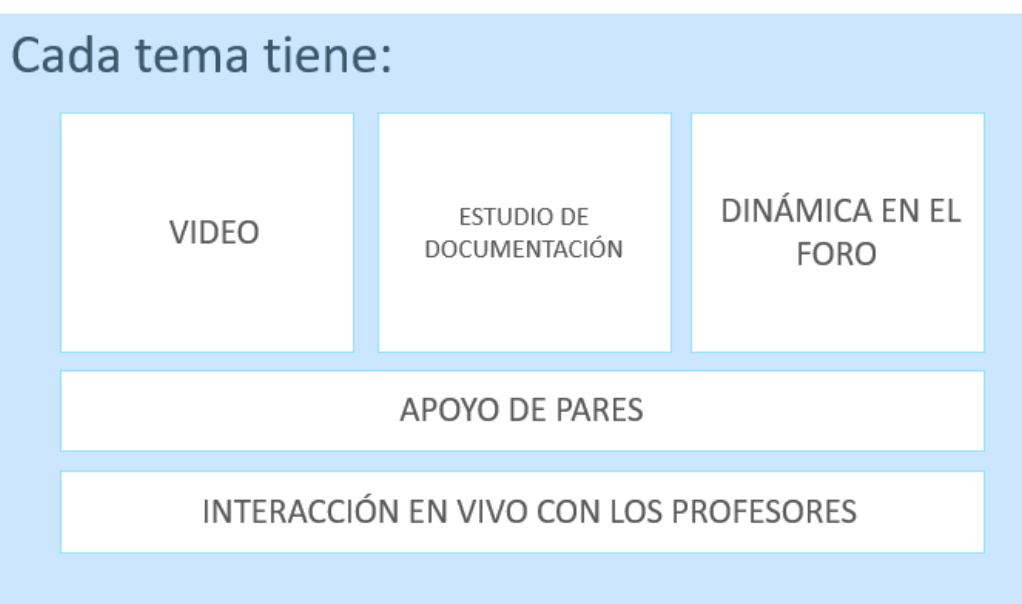 Cada tema tiene:
VIDEO
ESTUDIO DE
DOCUMENTACIÓN
DINÁMICA EN EL
FORO
APOYO DE PARES
INTERACCIÓN EN VIVO CON LOS PROFESORES